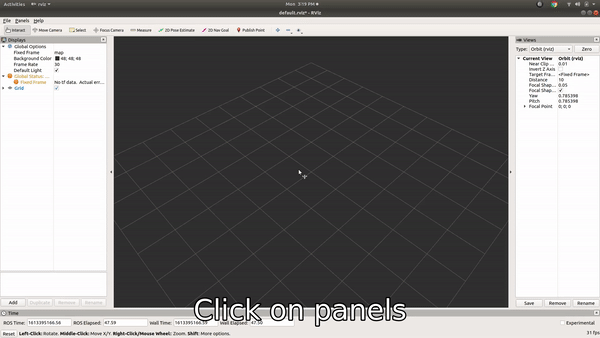 Activities rviz Mon 3:19 PM
default.rviz* - RViz
File Panels Help
Interact Move Camera Select Focus Camera Measure 2D Pose Estimate 2D Nav Goal Publish Point
Displays
Global Options
Fixed Frame map
Background Color 48; 48; 48
Frame Rate 30
Default Light
Global Status: ...
Fixed Frame No tf data. Actual err...
Grid
Add Duplicate Remove Rename
Views
Type: Orbit (rviz) Zero
Current View Orbit (rviz)
Near Clip ... 0.01
Invert Z Axis
Target Fra... <Fixed Frame>
Distance 10
Focal Shap... 0.05
Focal Shap...
Yaw 0.785398
Pitch 0.785398
Focal Point 0; 0; 0
Save Remove Rename
Click on panels
Time
ROS Time: 1613395166.56 ROS Elapsed: 47.59 Wall Time: 1613395166.59 Wall Elapsed: 47.50 Experimental
Reset Left-Click: Rotate. Middle-Click: Move X/Y. Right-Click/Mouse Wheel: Zoom. Shift: More options. 31 fps